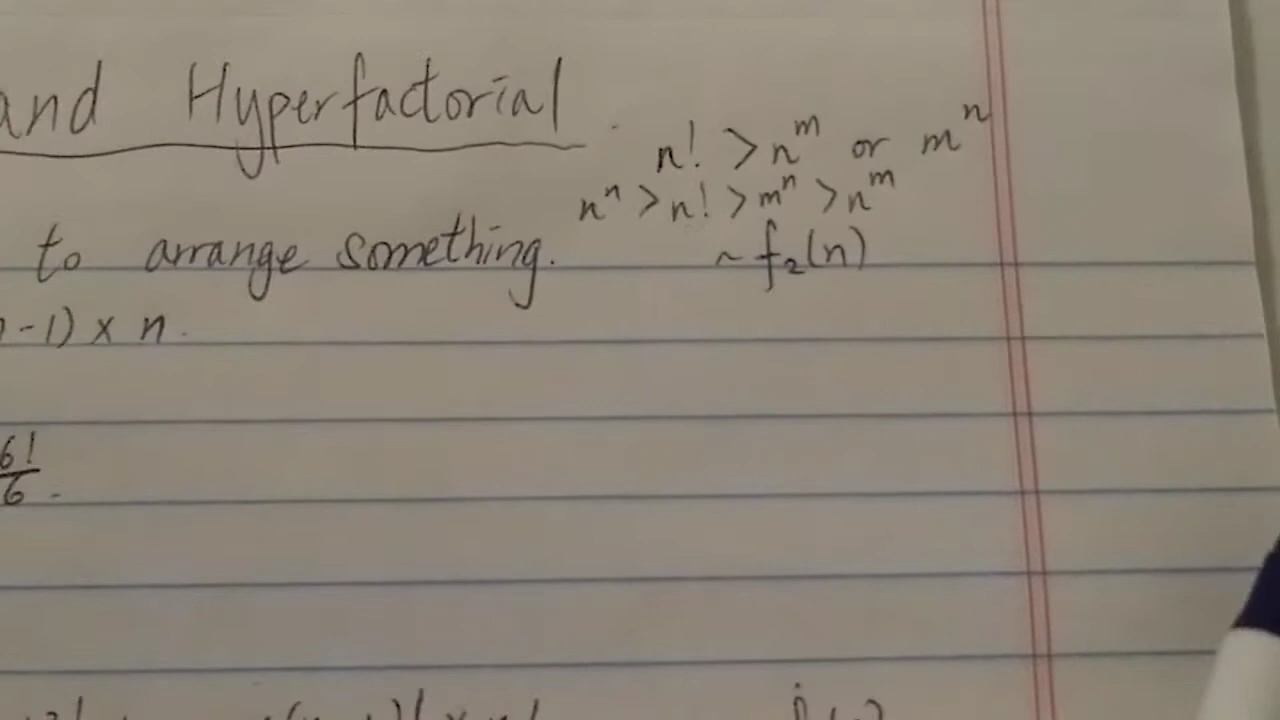 and Hyperfactorial
n! > n^m or m^n
n^n > n! > m^n > n^m
to arrange something.
~ f₂(n)
-1) × n.
6!/6.